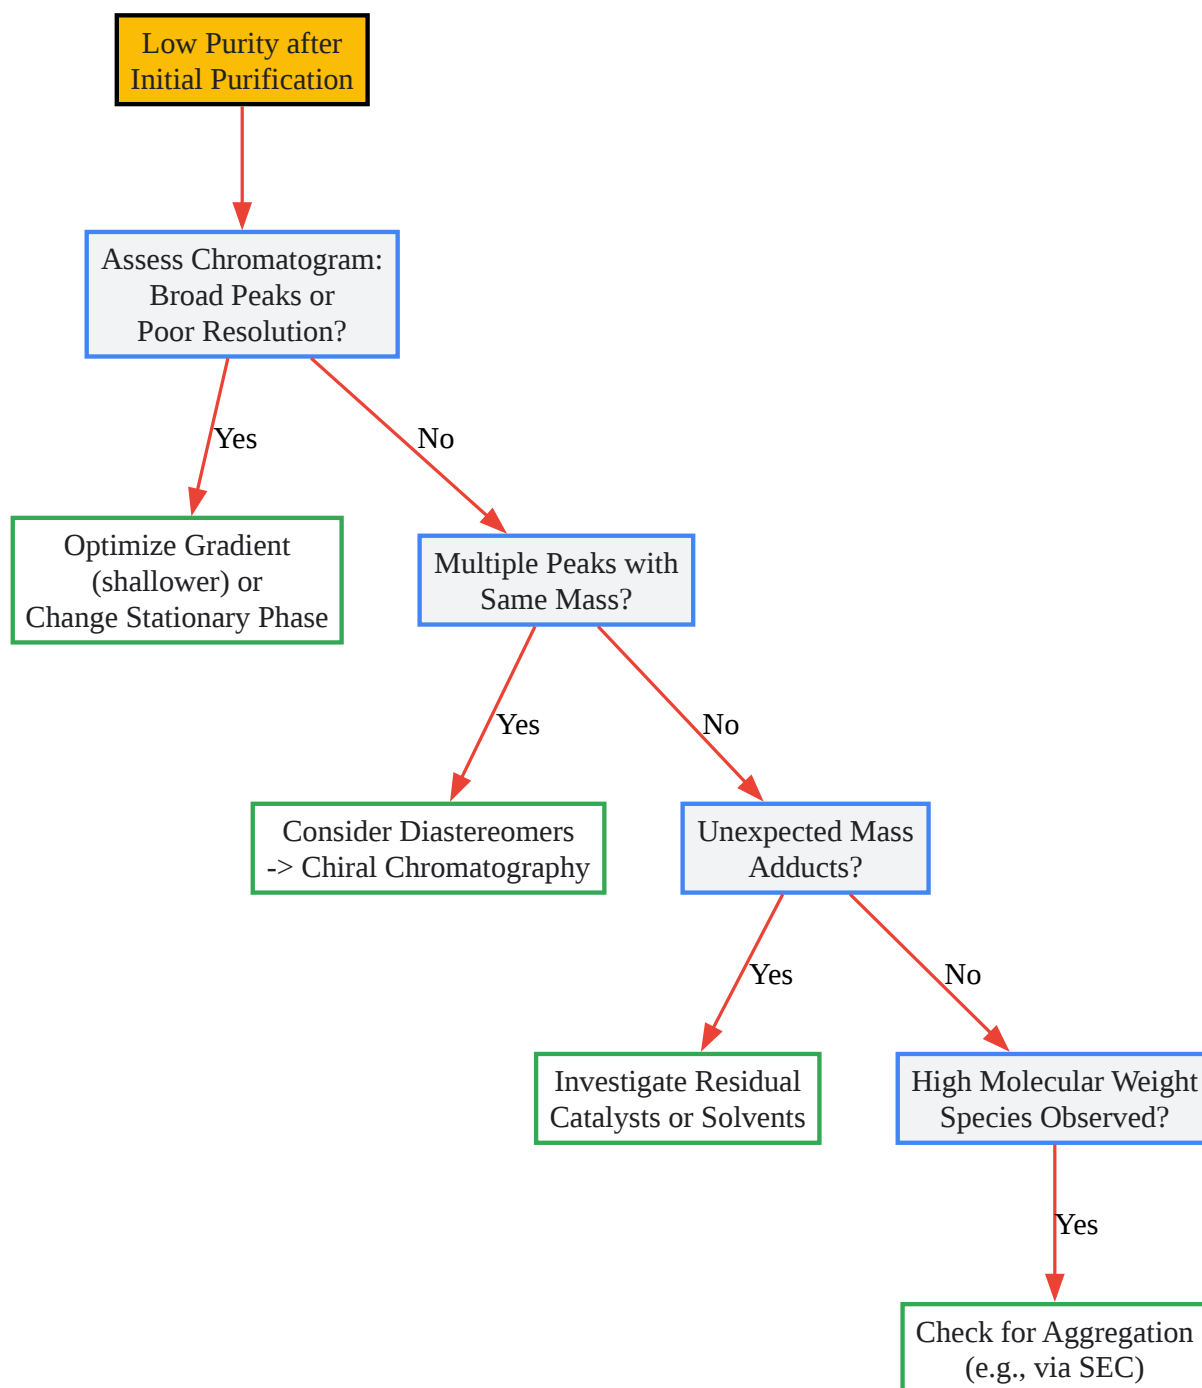 Low Purity after
Initial Purification
Assess Chromatogram:
Broad Peaks or
Poor Resolution?
Yes
No
Optimize Gradient
(shallower) or
Change Stationary Phase
Multiple Peaks with
Same Mass?
Yes
No
Consider Diastereomers
-> Chiral Chromatography
Unexpected Mass
Adducts?
Yes
No
Investigate Residual
Catalysts or Solvents
High Molecular Weight
Species Observed?
Yes
Check for Aggregation
(e.g., via SEC)